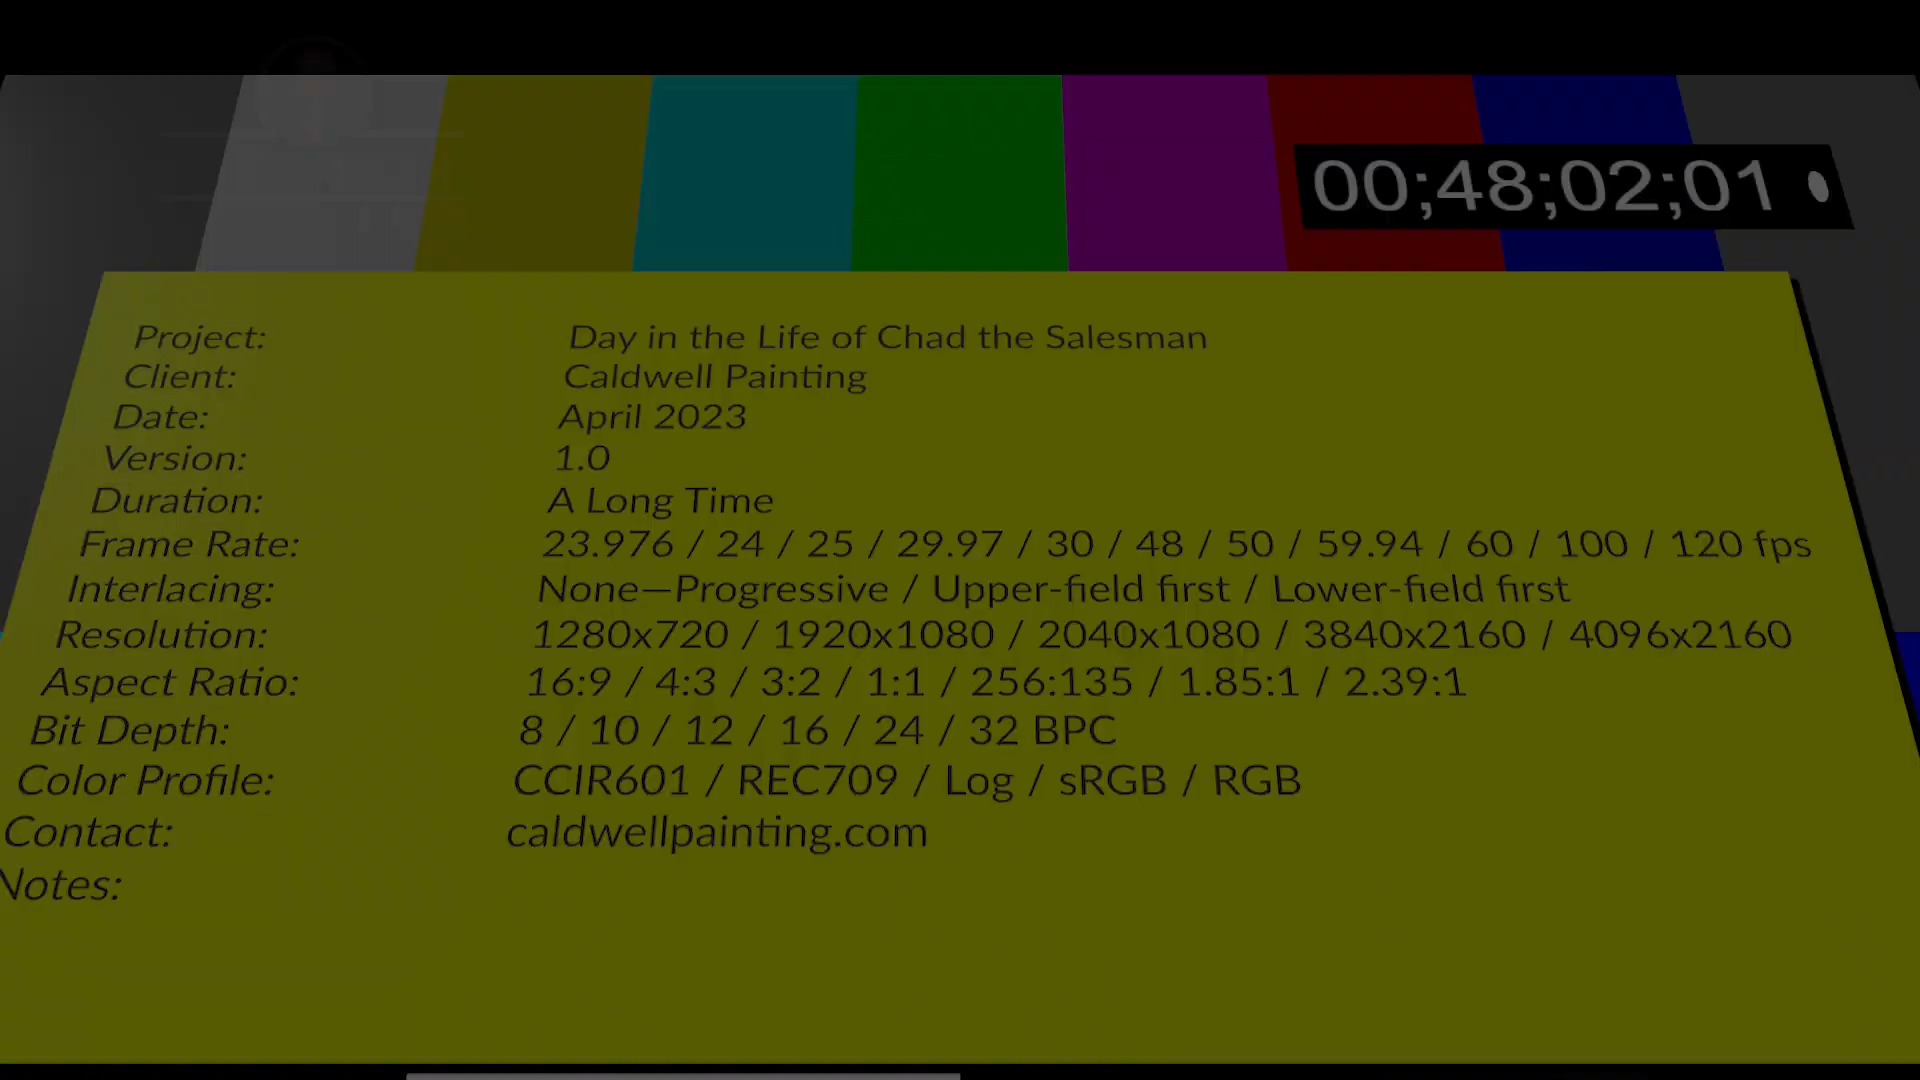 00;48;02;01
Project: Day in the Life of Chad the Salesman
Client: Caldwell Painting
Date: April 2023
Version: 1.0
Duration: A Long Time
Frame Rate: 23.976 / 24 / 25 / 29.97 / 30 / 48 / 50 / 59.94 / 60 / 100 / 120 fps
Interlacing: None—Progressive / Upper-field first / Lower-field first
Resolution: 1280x720 / 1920x1080 / 2040x1080 / 3840x2160 / 4096x2160
Aspect Ratio: 16:9 / 4:3 / 3:2 / 1:1 / 256:135 / 1.85:1 / 2.39:1
Bit Depth: 8 / 10 / 12 / 16 / 24 / 32 BPC
Color Profile: CCIR601 / REC709 / Log / sRGB / RGB
Contact: caldwellpainting.com
Notes: